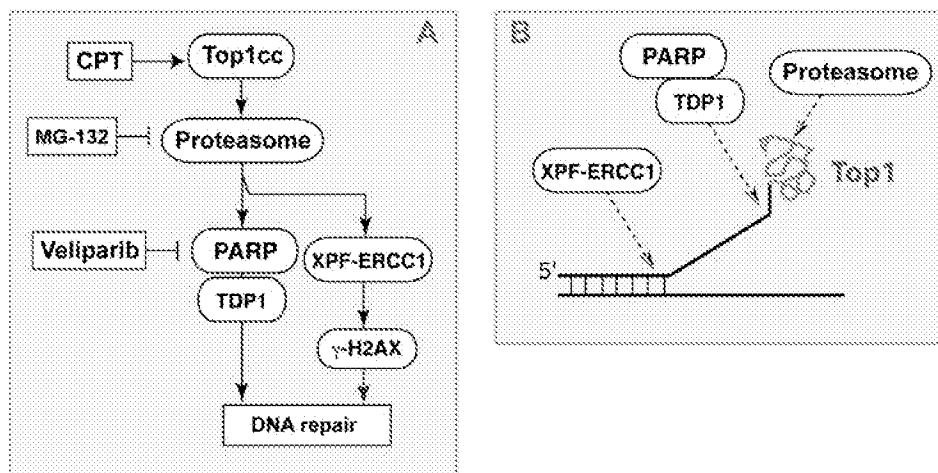 A
CPT
Top1cc
MG-132
Proteasome
Veliparib
PARP
XPF-ERCC1
TDP1
γ-H2AX
DNA repair
B
PARP
Proteasome
TDP1
XPF-ERCC1
Top1
5'